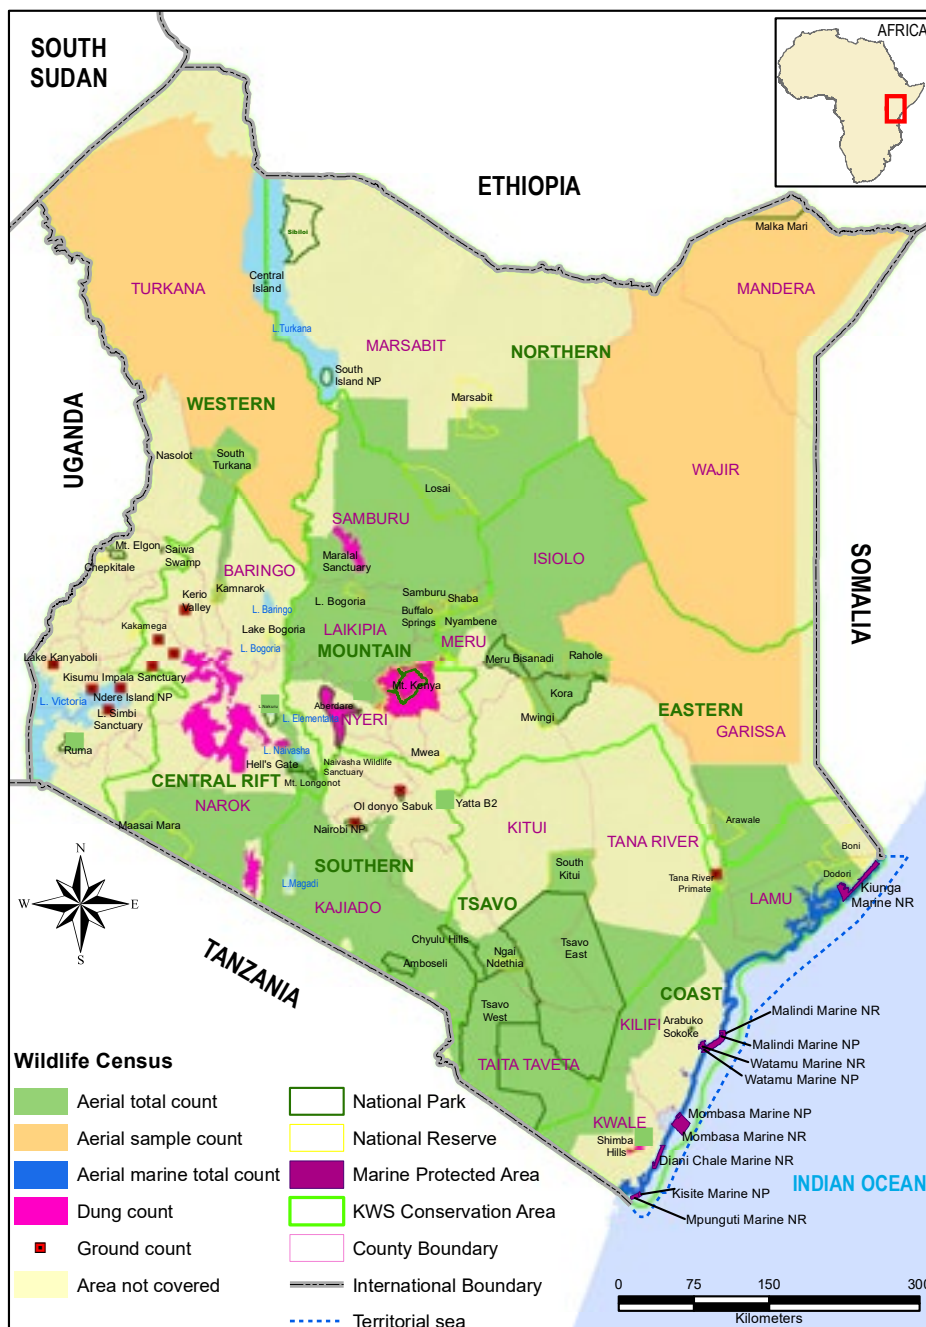 AFRICA
SOUTH
SUDAN
ETHIOPIA
Malka Mari
Sibiloi
Central
Island
TURKANA
MANDERA
L. Turkana
MARSABIT
NORTHERN
South
Island NP
Marsabit
WESTERN
UGANDA
Nasolot
South
Turkana
WAJIR
Losai
SAMBURU
Mt. Elgon
Saiwa
Swamp
Chepkitale
Maralal
Sanctuary
ISIOLO
SOMALIA
BARINGO
Kamnarok
Kerio
Valley
L. Baringo
L. Bogoria
Samburu
Shaba
Buffalo
Springs
Nyambene
Kakamega
Lake Bogoria
LAIKIPIA
L. Bogoria
MOUNTAIN
MERU
Lake Kanyaboli
Meru
Bisanadi
Rahole
Kisumu Impala Sanctuary
Mt. Kenya
L. Victoria
Ndere Island NP
Kora
L. Simbi
Sanctuary
L. Nakuru
Aberdare
L. Elementaita
NYERI
Mwingi
EASTERN
GARISSA
Ruma
L. Naivasha
Hell's Gate
Naivasha Wildlife
Sanctuary
Mwea
CENTRAL RIFT
Mt. Longonot
NAROK
Ol donyo Sabuk
Yatta B2
Maasai Mara
Nairobi NP
KITUI
TANA RIVER
Arawale
Boni
SOUTHERN
South
Kitui
Tana River
Primate
Dodori
Kiunga
Marine NR
L.Magadi
LAMU
KAJIADO
TSAVO
N
W
E
S
Chyulu Hills
Ngai
Ndethia
Tsavo
East
Amboseli
TANZANIA
COAST
Tsavo
West
KILIFI
Arabuko
Sokoke
Malindi Marine NR
Malindi Marine NP
Watamu Marine NR
Watamu Marine NP
TAITA TAVETA
KWALE
Shimba
Hills
Mombasa Marine NP
Mombasa Marine NR
Diani Chale Marine NR
INDIAN OCEAN
Kisite Marine NP
Mpunguti Marine NR
Wildlife Census
Aerial total count
Aerial sample count
Aerial marine total count
Dung count
Ground count
Area not covered
National Park
National Reserve
Marine Protected Area
KWS Conservation Area
County Boundary
International Boundary
Territorial sea
0 75 150 300
Kilometers